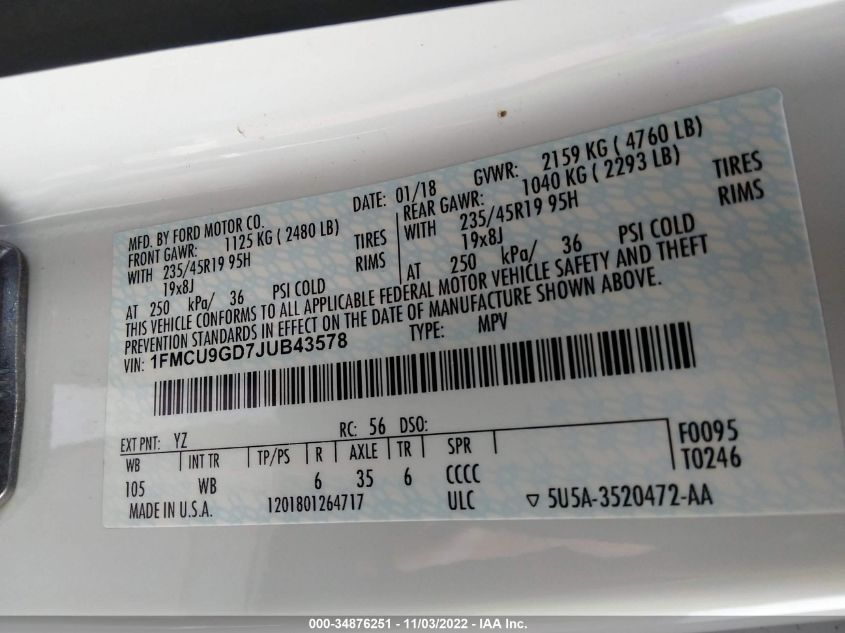 MFD. BY FORD MOTOR CO. DATE: 01/18 GVWR: 2159 KG ( 4760 LB)
FRONT GAWR: 1125 KG ( 2480 LB) REAR GAWR: 1040 KG ( 2293 LB)
WITH 235/45R19 95H TIRES WITH 235/45R19 95H TIRES
19x8J RIMS 19x8J RIMS
AT 250 kPa/ 36 PSI COLD AT 250 kPa/ 36 PSI COLD
THIS VEHICLE CONFORMS TO ALL APPLICABLE FEDERAL MOTOR VEHICLE SAFETY AND THEFT
PREVENTION STANDARDS IN EFFECT ON THE DATE OF MANUFACTURE SHOWN ABOVE.
VIN: 1FMCU9GD7JUB43578 TYPE: MPV
EXT PNT: YZ RC: 56 DSO:
WB INT TR TP/PS R AXLE TR SPR F0095
105 WB 6 35 6 CCCC T0246
MADE IN U.S.A. 1201801264717 ULC ▽ 5U5A-3520472-AA
000-34876251 - 11/03/2022 - IAA Inc.